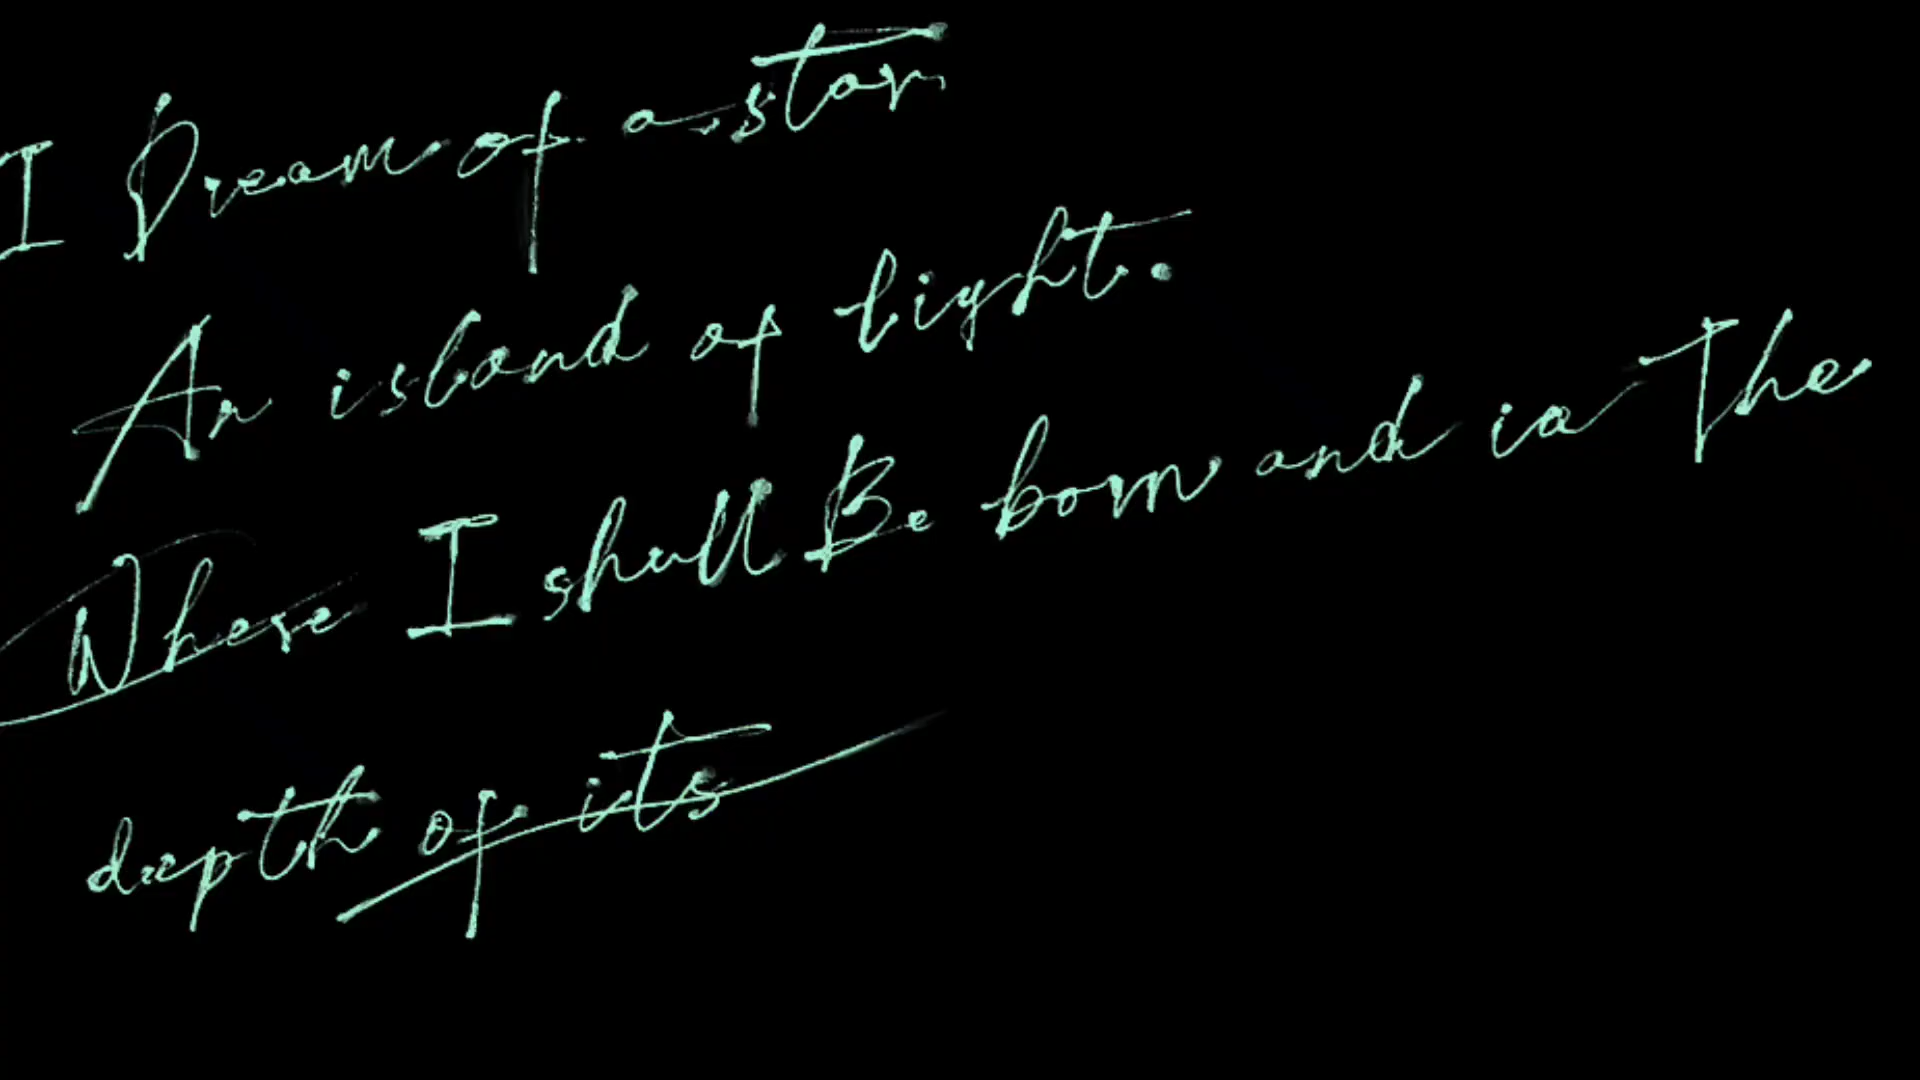 I Dream of a star
An island of light.
Where I shall Be born and in The
depth of its